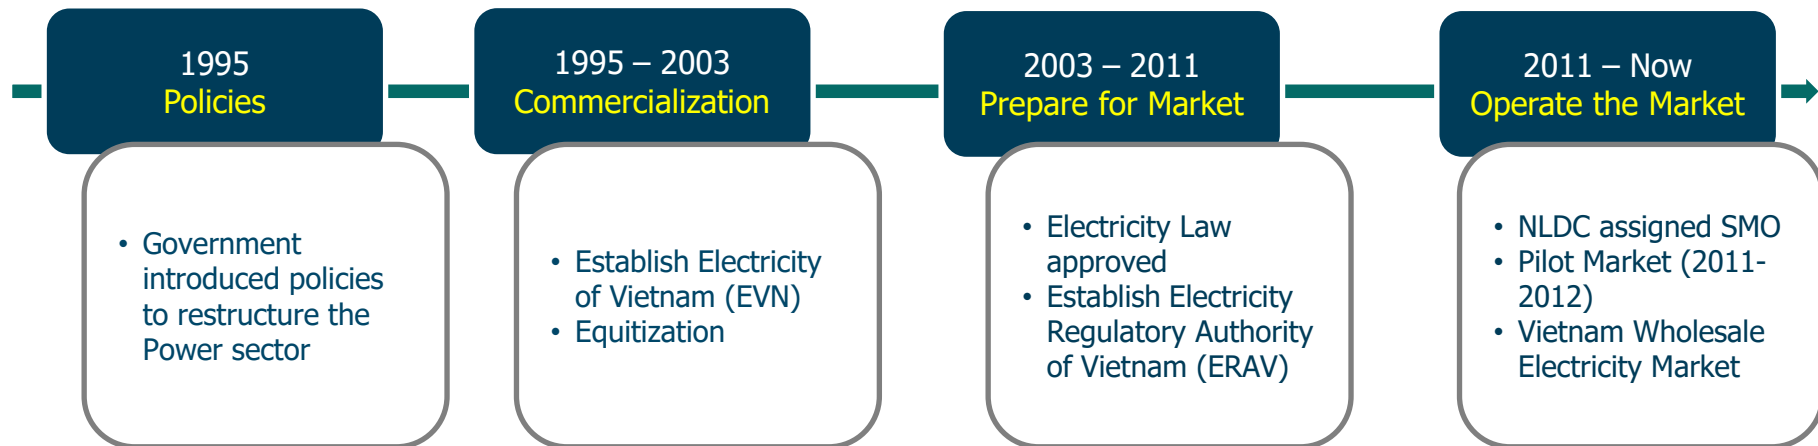 1995
Policies
• Government
introduced policies
to restructure the
Power sector
1995 – 2003
Commercialization
• Establish Electricity
of Vietnam (EVN)
• Equitization
2003 – 2011
Prepare for Market
• Electricity Law
approved
• Establish Electricity
Regulatory Authority
of Vietnam (ERAV)
2011 – Now
Operate the Market
• NLDC assigned SMO
• Pilot Market (2011-
2012)
• Vietnam Wholesale
Electricity Market